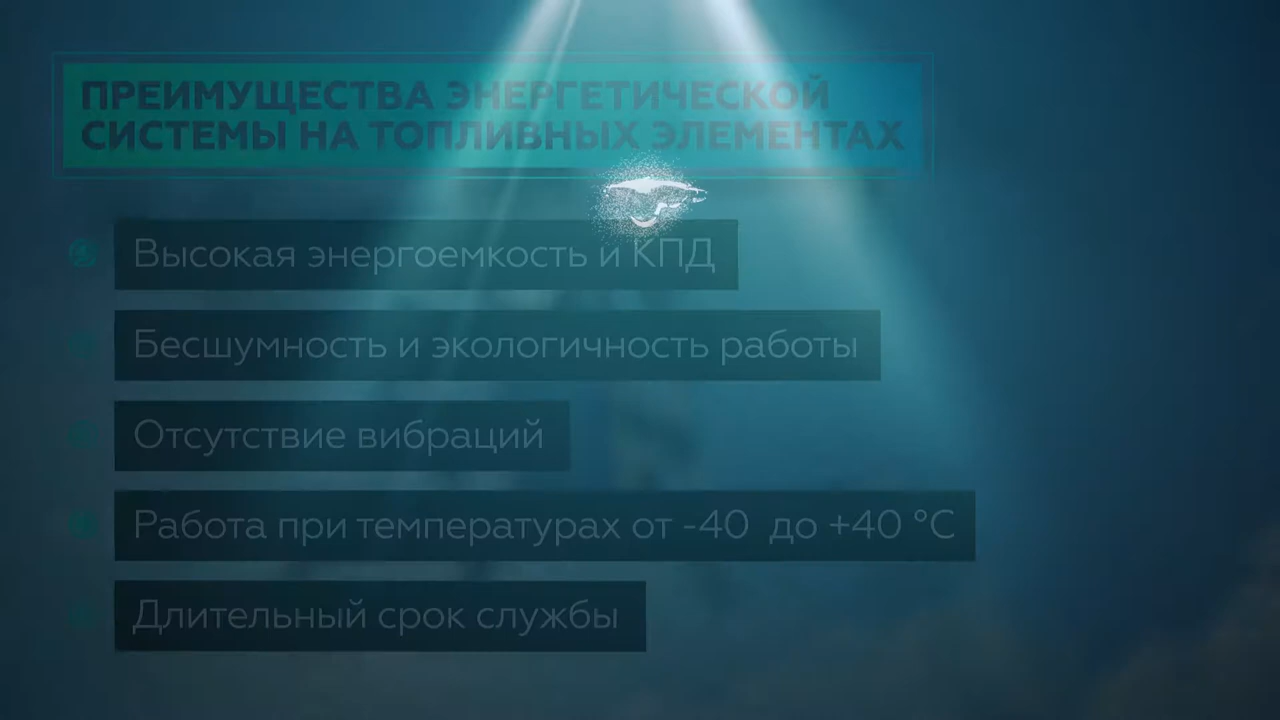 ПРЕИМУЩЕСТВА ЭНЕРГЕТИЧЕСКОЙ
СИСТЕМЫ НА ТОПЛИВНЫХ ЭЛЕМЕНТАХ
Высокая энергоемкость и КПД
Бесшумность и экологичность работы
Отсутствие вибраций
Работа при температурах от -40 до +40 °C
Длительный срок службы